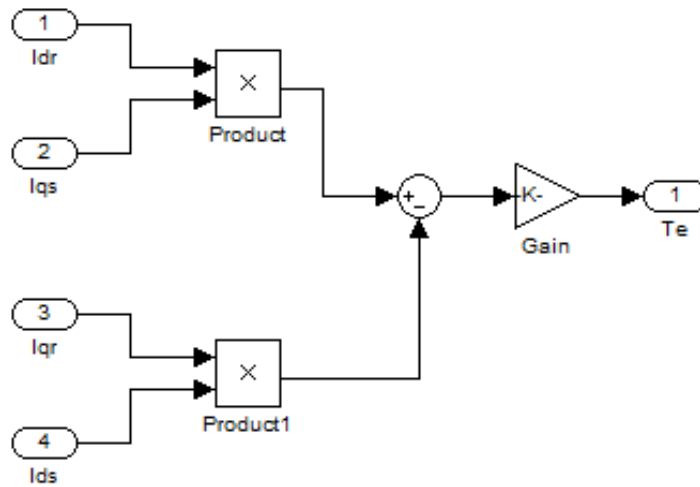 1
Idr
×
Product
2
Iqs
+
-
K-
Gain
1
Te
3
Iqr
×
Product1
4
Ids